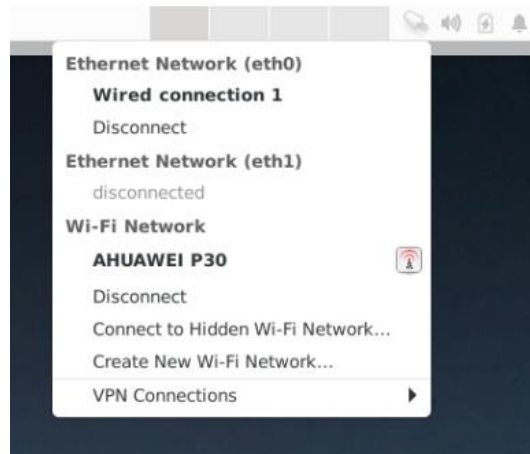 Ethernet Network (eth0)
Wired connection 1
Disconnect
Ethernet Network (eth1)
disconnected
Wi-Fi Network
AHUAWEI P30
Disconnect
Connect to Hidden Wi-Fi Network...
Create New Wi-Fi Network...
VPN Connections